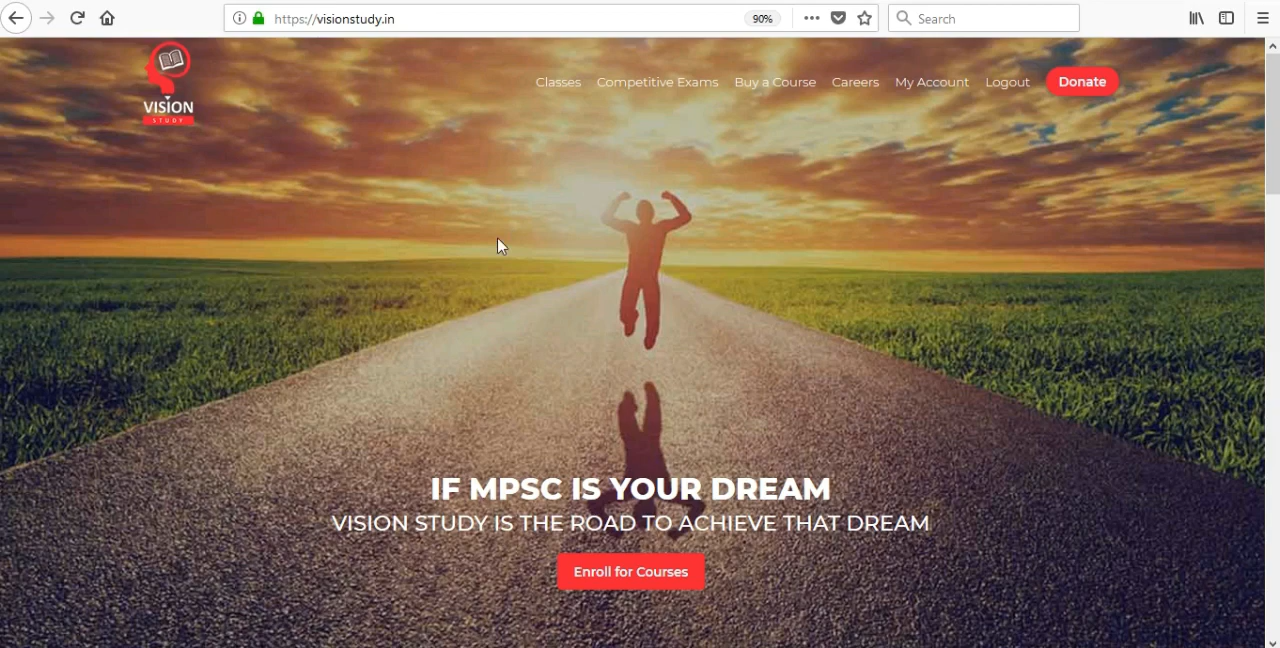 https://visionstudy.in
90%
Search
VISION
STUDY
Classes Competitive Exams Buy a Course Careers My Account Logout Donate
IF MPSC IS YOUR DREAM
VISION STUDY IS THE ROAD TO ACHIEVE THAT DREAM
Enroll for Courses